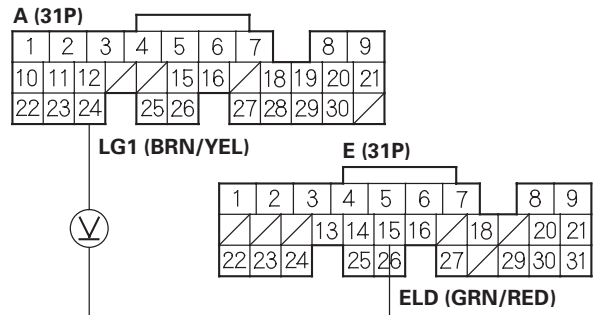 A (31P)
1 2 3 4 5 6 7 8 9
10 11 12 15 16 18 19 20 21
22 23 24 25 26 27 28 29 30
LG1 (BRN/YEL)
V
E (31P)
1 2 3 4 5 6 7 8 9
13 14 15 16 18 20 21
22 23 24 25 26 27 29 30 31
ELD (GRN/RED)